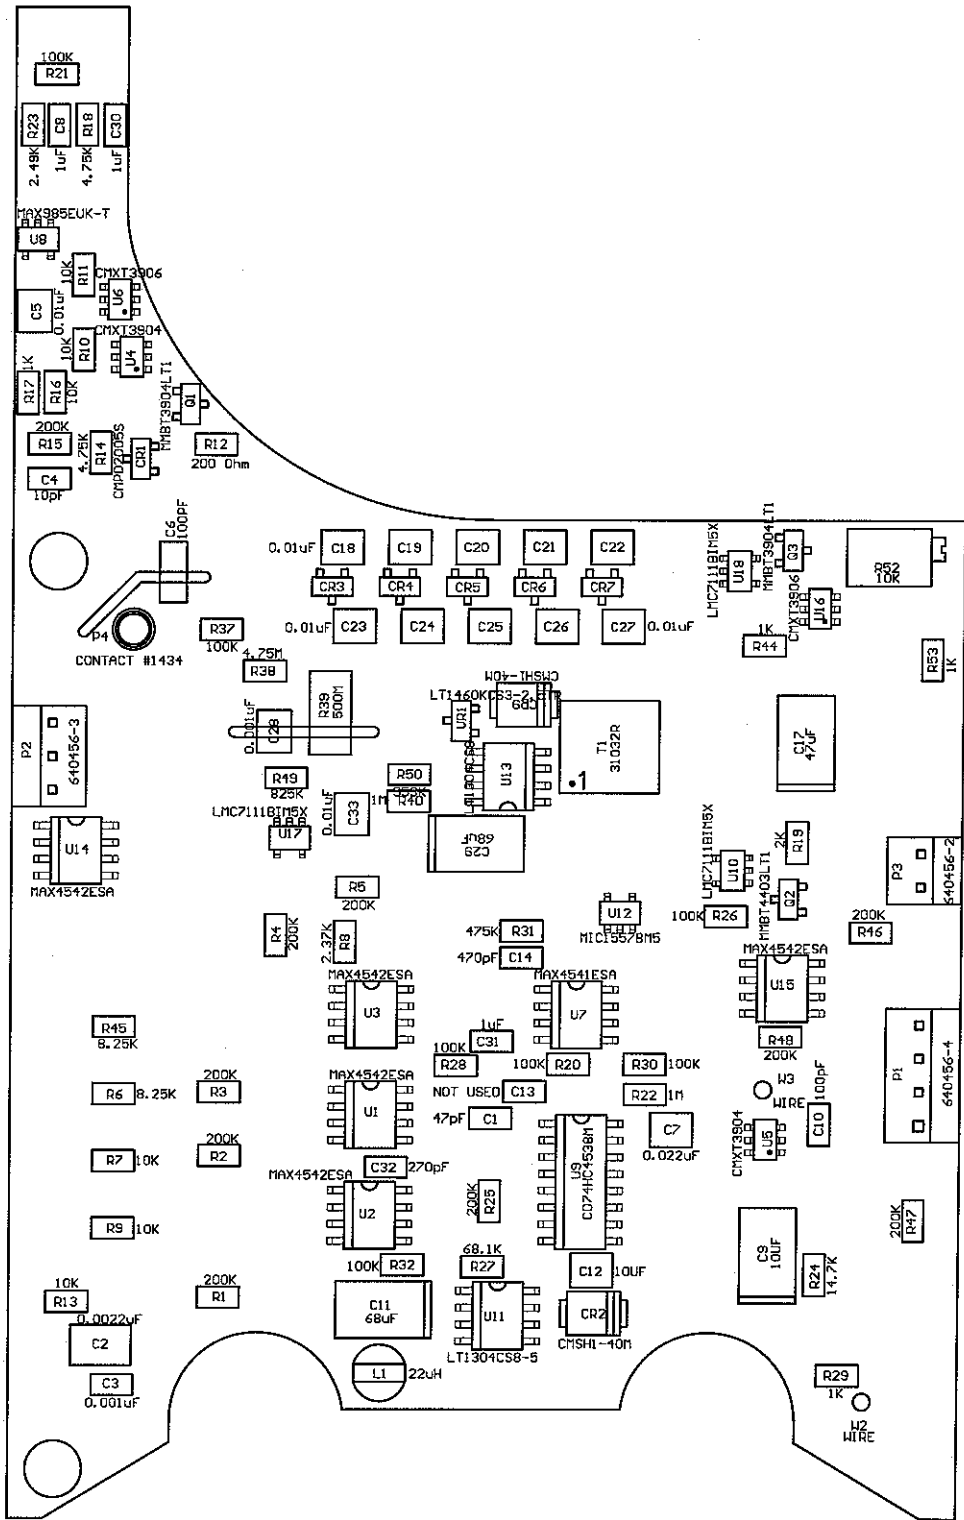 100K
R21
R23
C8
R18
C30
2.49K
1uF
4.75K
1uF
MAX985EUK-T
U8
10K
R11
CMXT3906
U6
C5
0.01uF
CMXT3904
10K
R10
U4
1K
R17
R16
10K
MMBT3904LT1
Q1
200K
R15
4.75K
R14
CMPD2005S
CR1
R12
200 Ohm
C4
10pF
C6
100PF
P4
CONTACT #1434
0.01uF
C18
C19
C20
C21
C22
CR3
CR4
CR5
CR6
CR7
0.01uF
C23
C24
C25
C26
C27
0.01uF
LMC7111BIM5X
U18
MMBT3904LT1
Q3
CMXT3906
U16
R52
10K
1K
R44
R53
1K
R37
100K
4.75M
R38
R39
500M
0.001uF
C28
CMSH1-40M
VR1
T1
31032R
1
C17
47uF
P2
640456-3
R49
825K
R50
1M
R40
0.01uF
C33
LMC7111BIM5X
U17
U13
C29
68uF
U14
MAX4542ESA
LMC7111BIM5X
U10
2K
R19
P3
640456-2
R5
200K
R4
200K
2.37K
R8
475K
R31
470pF
C14
U12
MIC1557BM5
100K
R26
MMBT4403LT1
Q2
200K
R46
MAX4542ESA
U3
MAX4541ESA
U7
MAX4542ESA
U15
R45
8.25K
1uF
C31
100K
R28
100K
R20
R30
100K
R48
200K
P1
640456-4
R6
8.25K
200K
R3
MAX4542ESA
U1
NOT USED
C13
R22
1M
W3
WIRE
100pF
C10
47pF
C1
C7
0.022uF
CMXT3904
U5
R7
10K
200K
R2
MAX4542ESA
C32
270pF
U9
CD74HC4538M
U2
200K
R25
R9
10K
200K
R47
C9
10UF
R24
14.7K
100K
R32
68.1K
R27
C12
10UF
10K
R13
200K
R1
C11
68uF
U11
CR2
0.0022uF
C2
LT1304CS8-5
CMSH1-40M
C3
0.001uF
L1
22uH
R29
1K
W2
WIRE